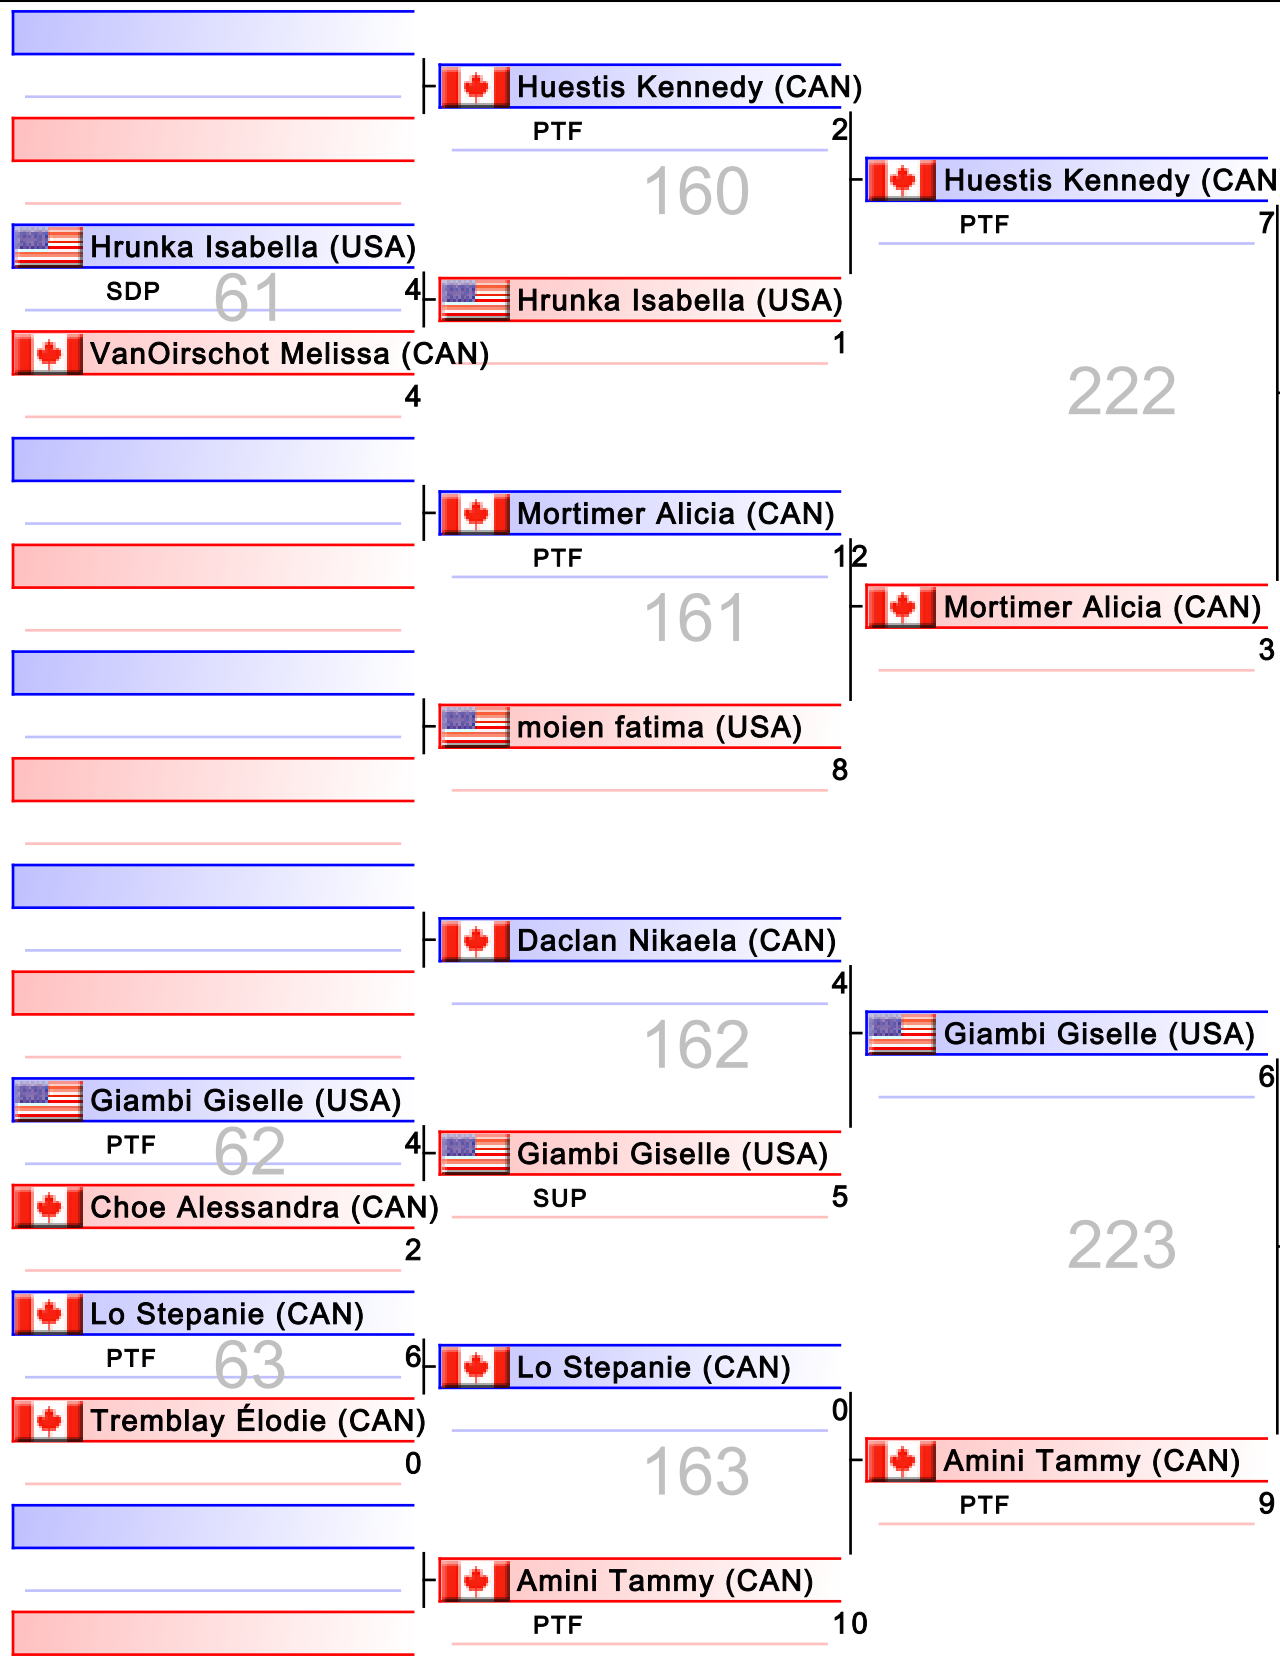 Huestis Kennedy (CAN)
PTF 2
160
Huestis Kennedy (CAN
PTF 7
Hrunka Isabella (USA)
SDP 61 4
Hrunka Isabella (USA)
1
VanOirschot Melissa (CAN)
4
222
Mortimer Alicia (CAN)
PTF 12
161
Mortimer Alicia (CAN)
3
moien fatima (USA)
8
Daclan Nikaela (CAN)
4
162
Giambi Giselle (USA)
6
Giambi Giselle (USA)
PTF 62 4
Giambi Giselle (USA)
SUP 5
Choe Alessandra (CAN)
2
223
Lo Stepanie (CAN)
PTF 63 6
Lo Stepanie (CAN)
0
Tremblay Élodie (CAN)
0
163
Amini Tammy (CAN)
PTF 9
Amini Tammy (CAN)
PTF 10